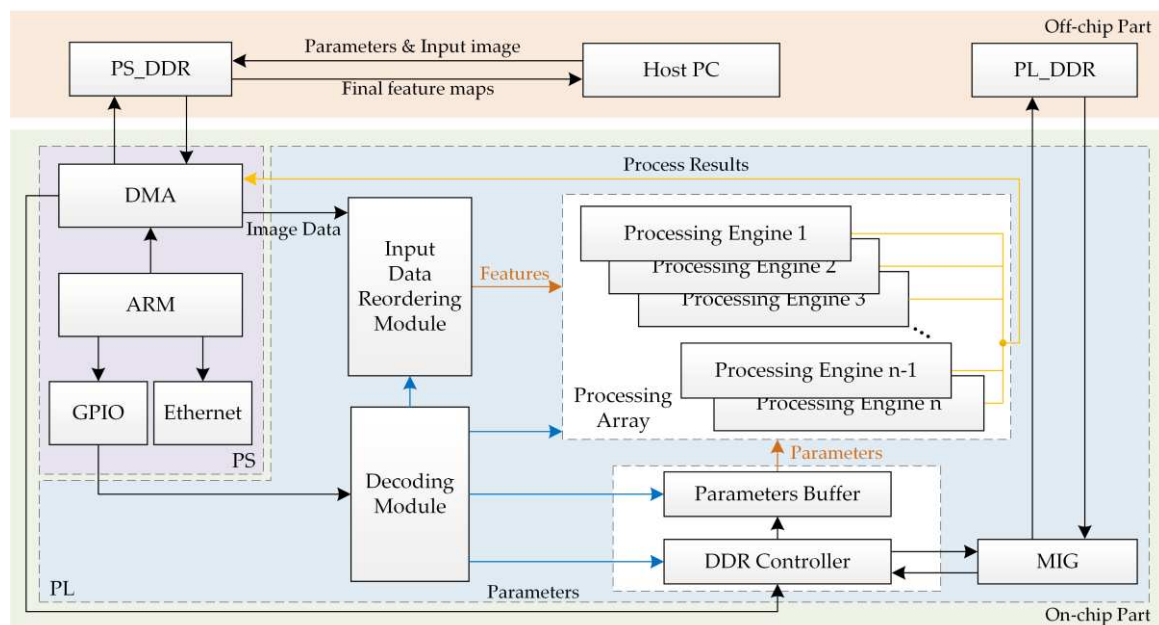 Off-chip Part
Parameters & Input image
PS_DDR
Host PC
PL_DDR
Final feature maps
Process Results
DMA
Image Data
Input
Data
Reordering
Module
Features
Processing Engine 1
Processing Engine 2
Processing Engine 3
...
Processing Engine n-1
Processing Engine n
Processing
Array
ARM
GPIO
Ethernet
PS
Decoding
Module
Parameters
Parameters Buffer
DDR Controller
MIG
PL
Parameters
On-chip Part